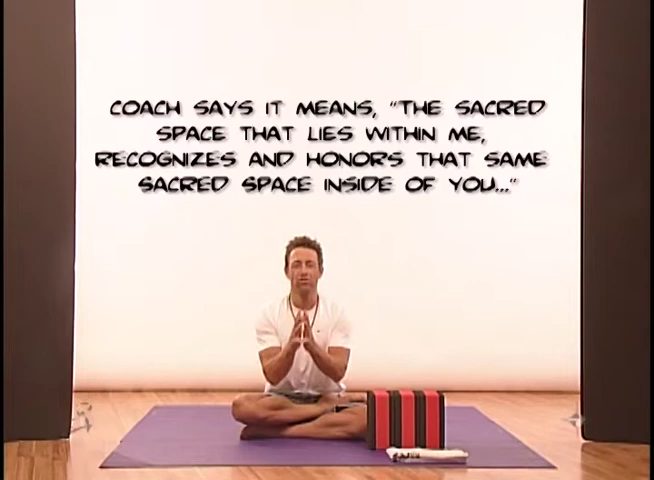 COACH SAYS IT MEANS, "THE SACRED
SPACE THAT LIES WITHIN ME,
RECOGNIZES AND HONORS THAT SAME
SACRED SPACE INSIDE OF YOU..."